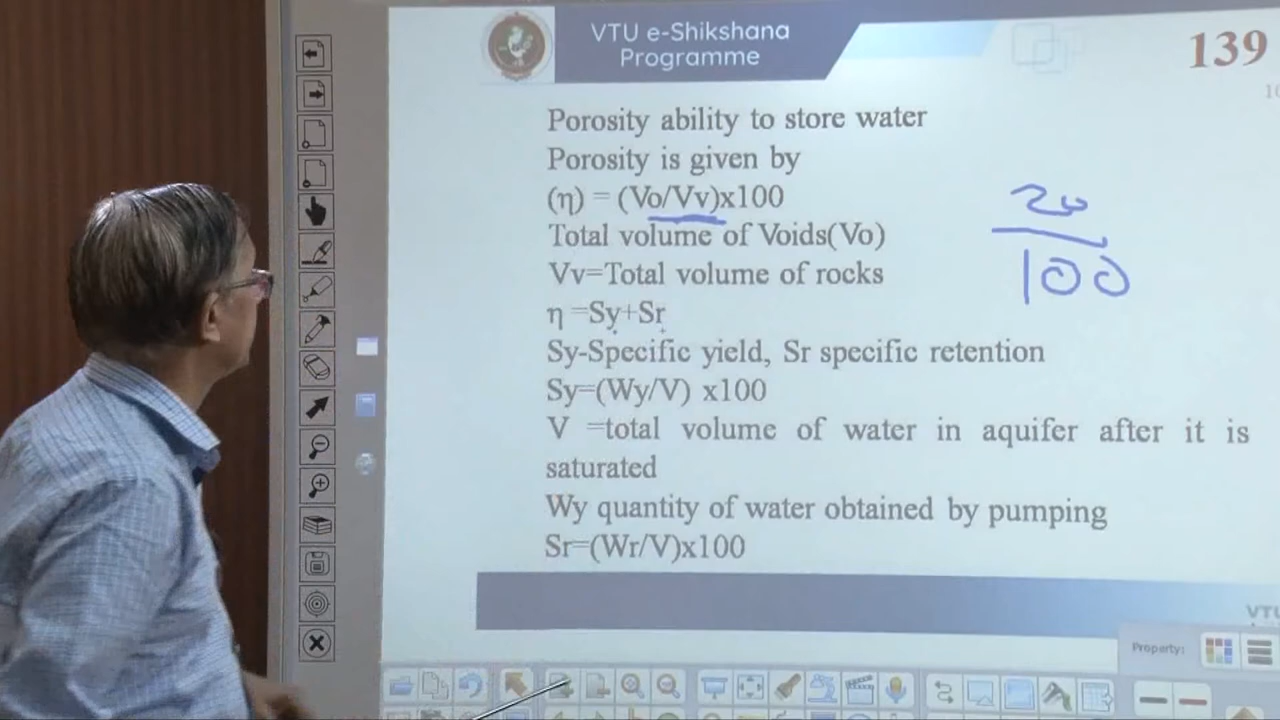 VTU e-Shikshana
Programme
139
Porosity ability to store water
Porosity is given by
(η) = (Vo/Vv)x100
20
100
Total volume of Voids(Vo)
Vv=Total volume of rocks
η =Sy+Sr
Sy-Specific yield, Sr specific retention
Sy=(Wy/V) x100
V =total volume of water in aquifer after it is
saturated
Wy quantity of water obtained by pumping
Sr=(Wr/V)x100
VTU
Property: